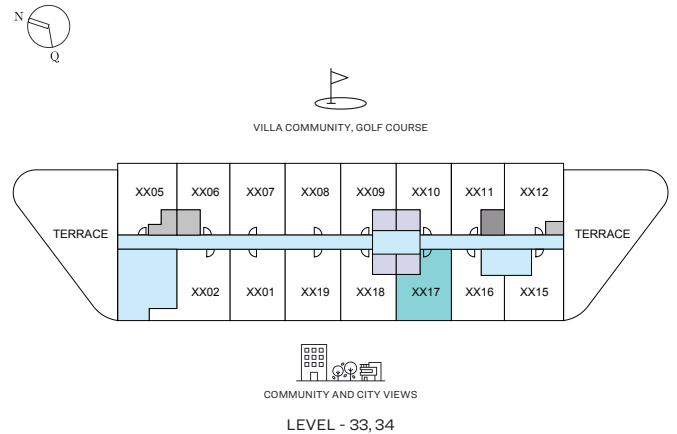 N
Q
VILLA COMMUNITY, GOLF COURSE
XX05 XX06 XX07 XX08 XX09 XX10 XX11 XX12
TERRACE TERRACE
XX02 XX01 XX19 XX18 XX17 XX16 XX15
COMMUNITY AND CITY VIEWS
LEVEL - 33, 34